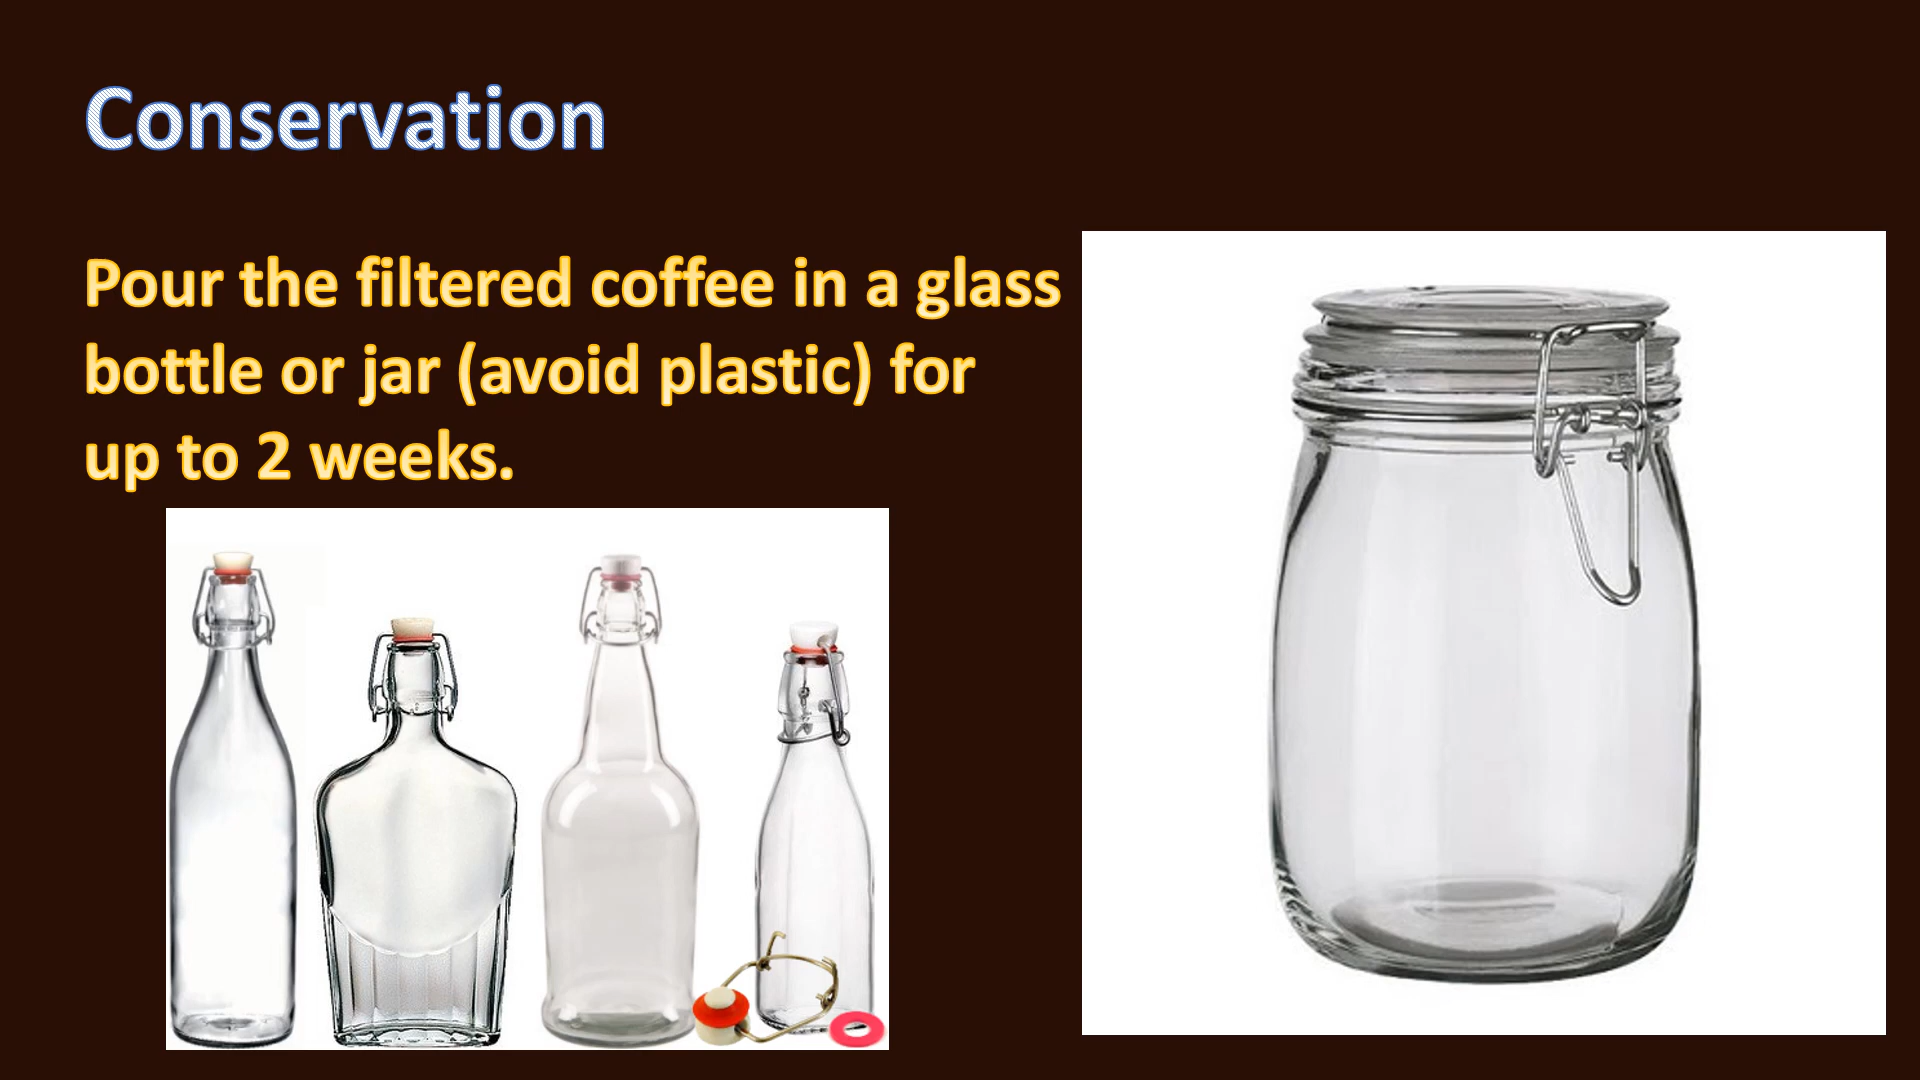 Conservation
Pour the filtered coffee in a glass
bottle or jar (avoid plastic) for
up to 2 weeks.